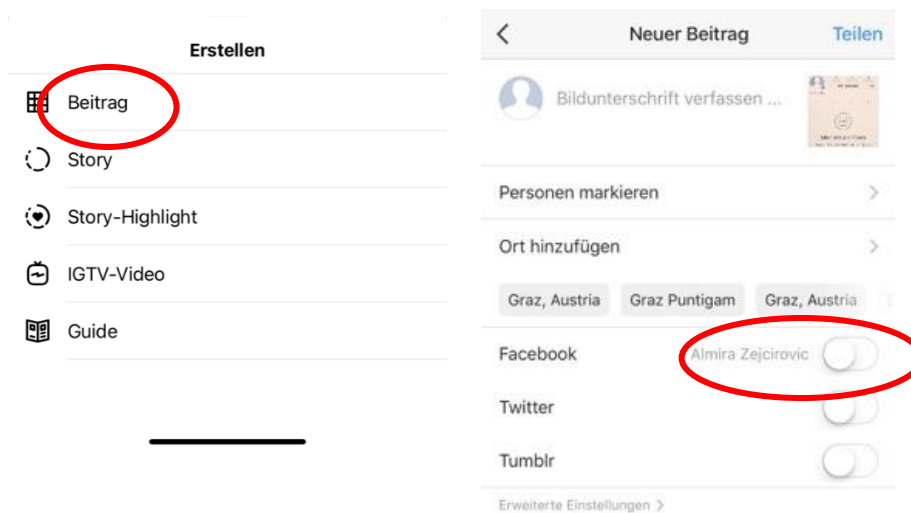 Erstellen
Beitrag
Story
Story-Highlight
IGTV-Video
Guide
Neuer Beitrag Teilen
Bildunterschrift verfassen ...
Personen markieren
Ort hinzufügen
Graz, Austria Graz Puntigam Graz, Austria
Facebook Almira Zejcirovic
Twitter
Tumblr
Erweiterte Einstellungen